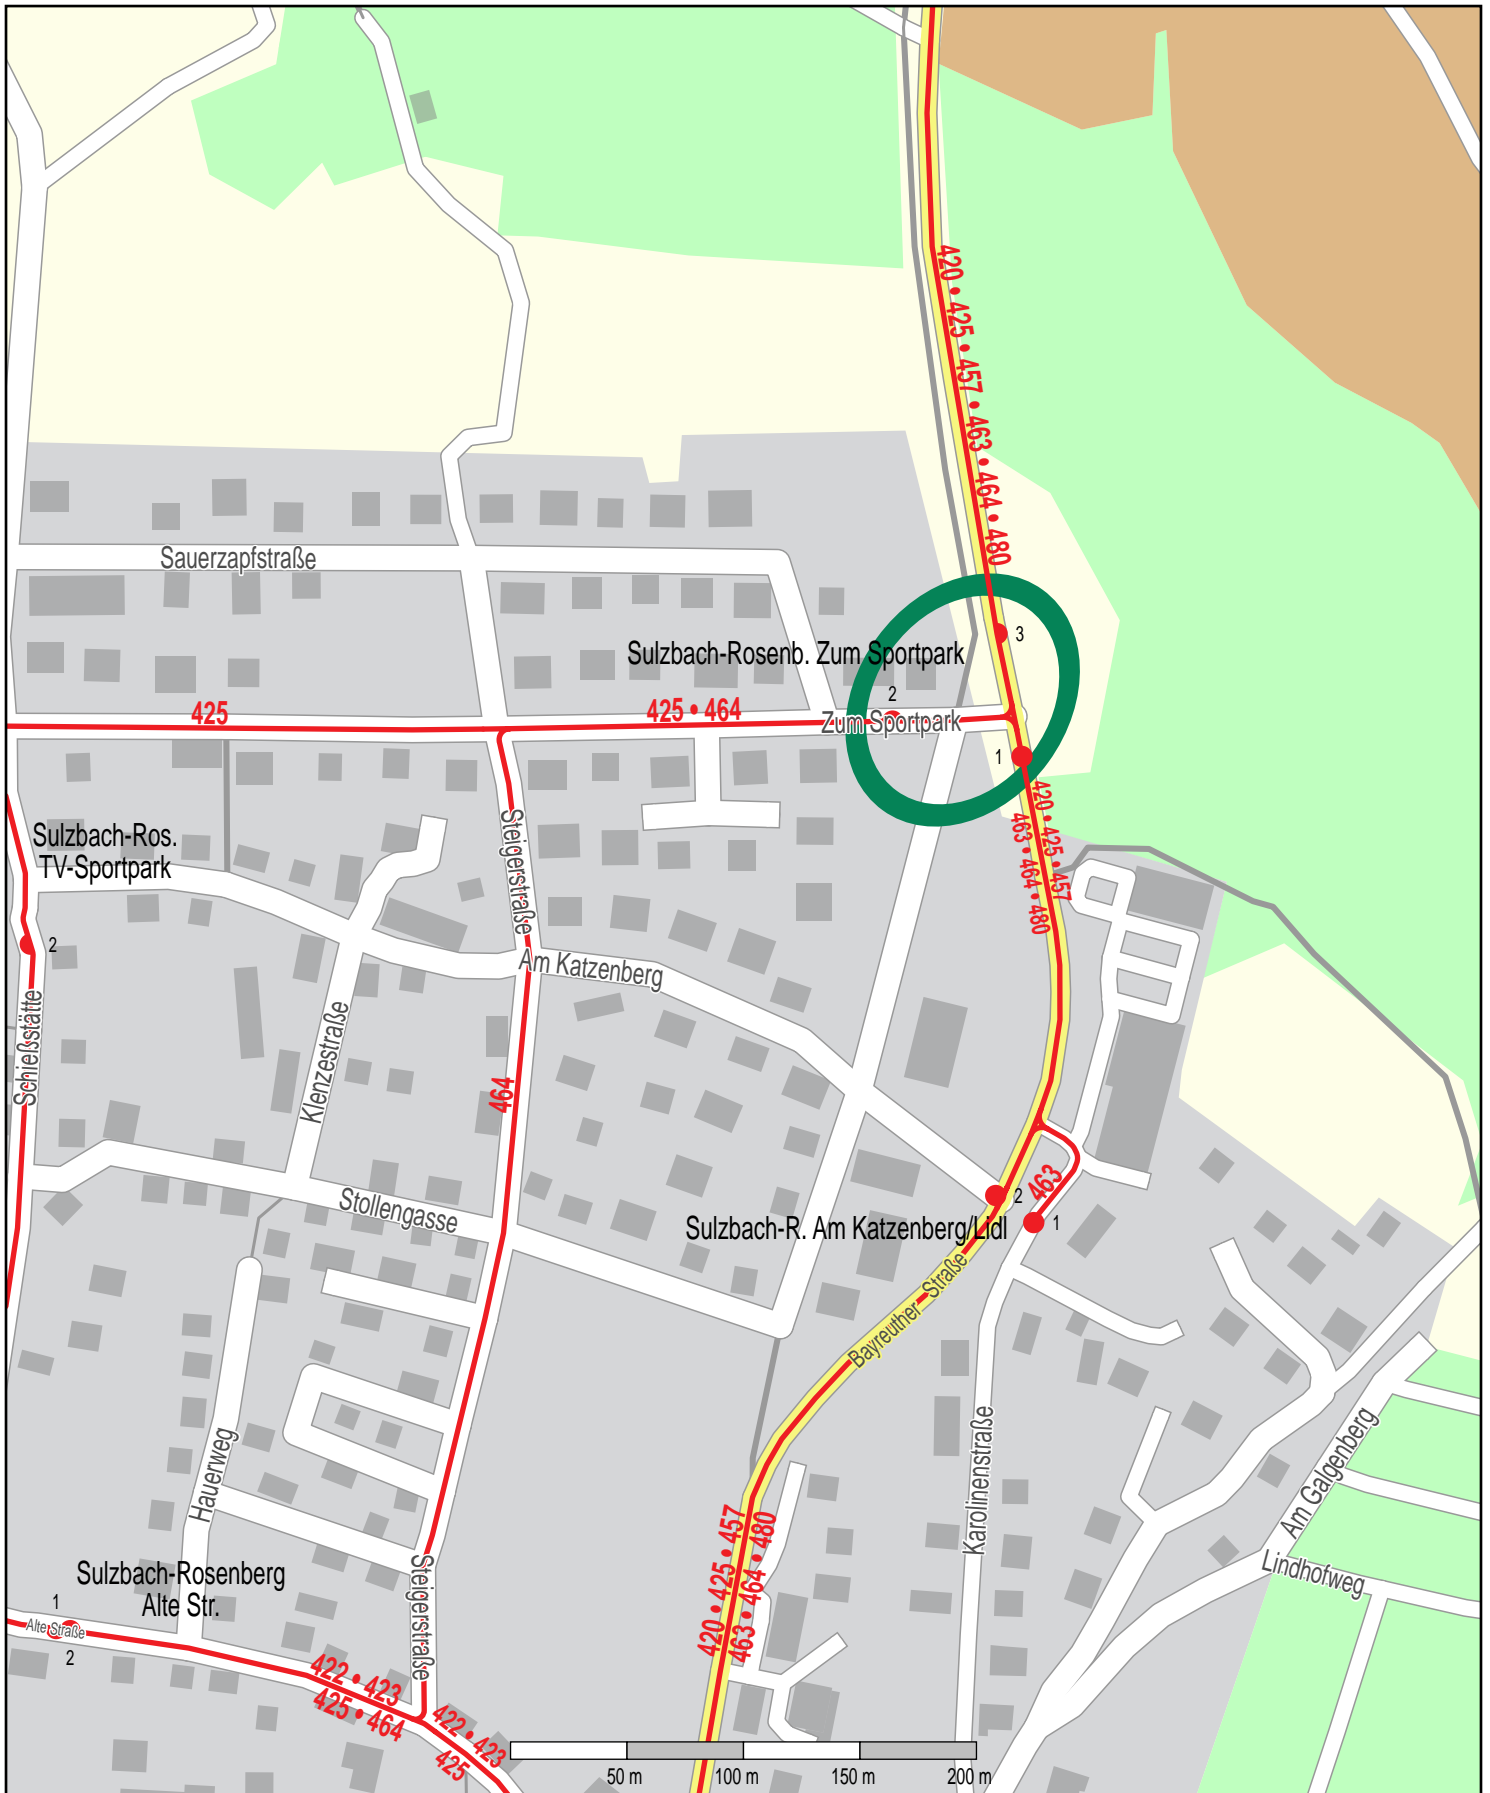 420 • 425 • 457 • 463 • 464 • 480
Sauerzapfstraße
3
Sulzbach-Rosenb. Zum Sportpark
2
425
425 • 464
Zum Sportpark
1
420 • 425 • 457
463 • 464 • 480
Sulzbach-Ros.
TV-Sportpark
Steigerstraße
2
Am Katzenberg
Schießstätte
Klenzestraße
464
463
2
1
Stollengasse
Sulzbach-R. Am Katzenberg/Lidl
Bayreuther Straße
Karolinenstraße
Am Galgenberg
Hauerweg
420 • 425 • 457
463 • 464 • 480
Lindhofweg
Sulzbach-Rosenberg
Alte Str.
Steigerstraße
1
Alte Straße
2
422 • 423
425 • 464
422 • 423
425
50 m
100 m
150 m
200 m